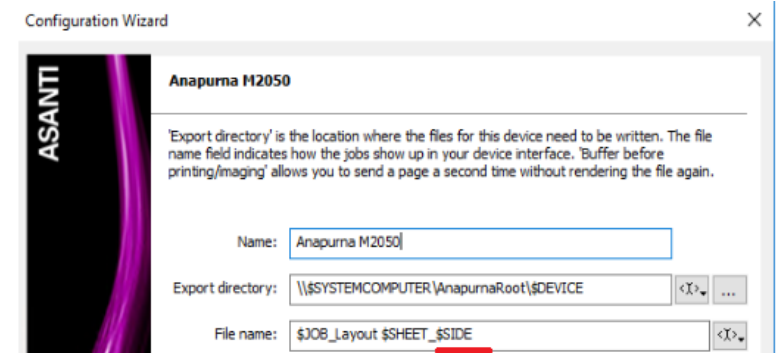 Configuration Wizard
ASANTI
Anapurna M2050
'Export directory' is the location where the files for this device need to be written. The file
name field indicates how the jobs show up in your device interface. 'Buffer before
printing/imaging' allows you to send a page a second time without rendering the file again.
Name: Anapurna M2050
Export directory: \\$SYSTEMCOMPUTER\AnapurnaRoot\$DEVICE
File name: $JOB_Layout $SHEET_$SIDE